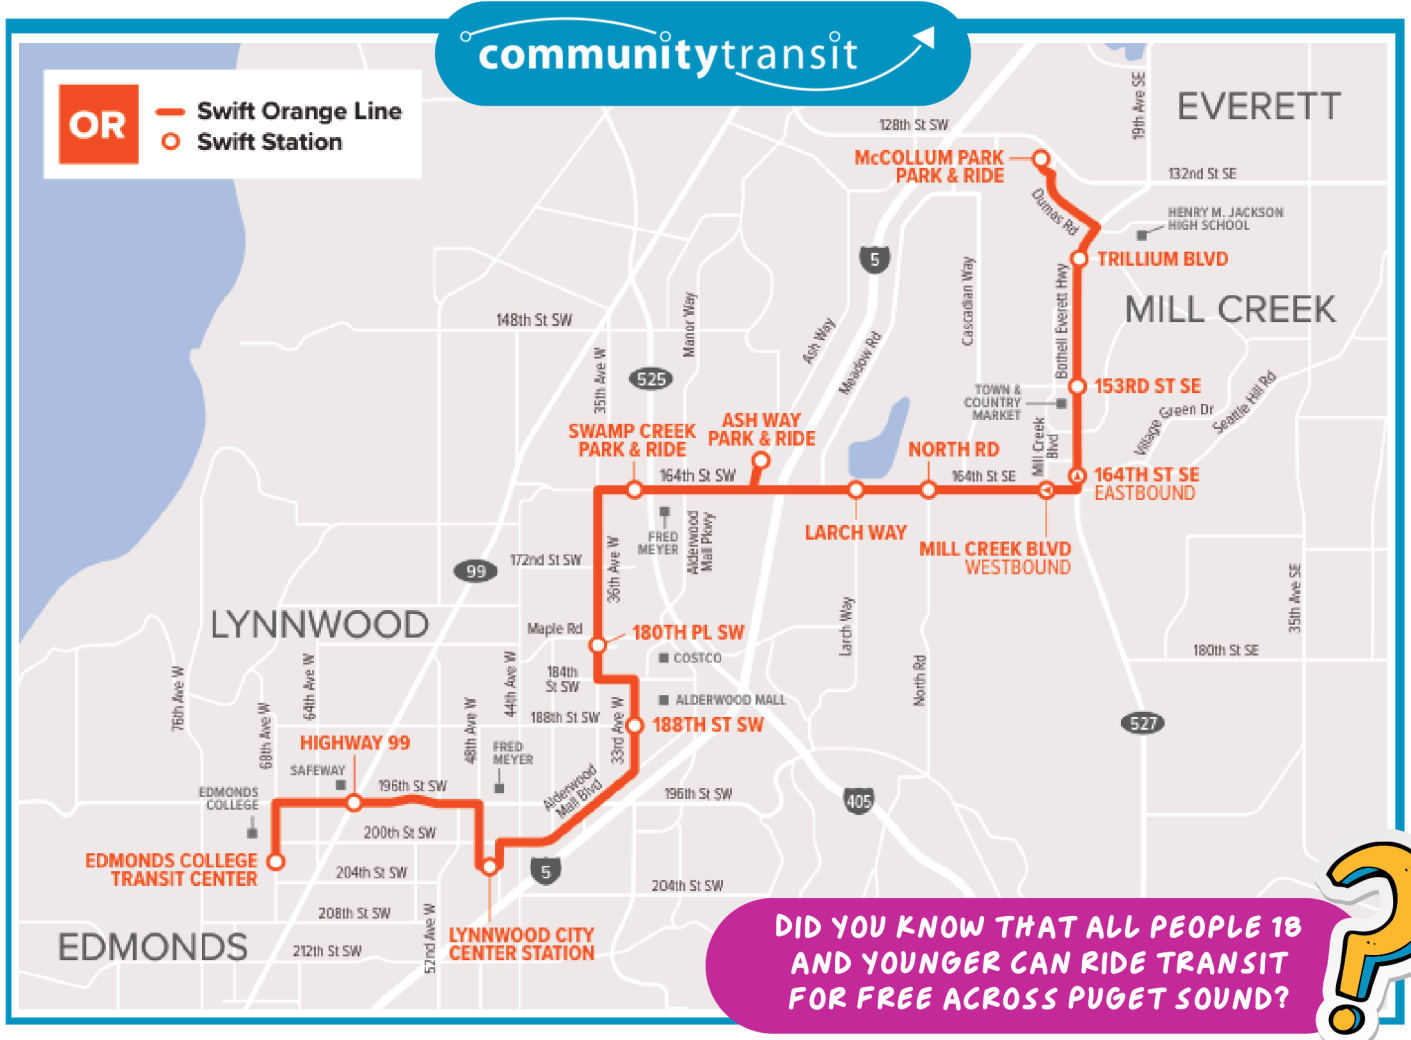 communitytransit
OR
Swift Orange Line
Swift Station
EVERETT
19th Ave SE
128th St SW
McCOLLUM PARK
PARK & RIDE
132nd St SE
Dumas Rd
HENRY M. JACKSON
HIGH SCHOOL
5
TRILLIUM BLVD
Bothell Everett Hwy
Cascadian Way
MILL CREEK
Manor Way
148th St SW
Ash Way
Meadow Rd
35th Ave W
525
153RD ST SE
TOWN &
COUNTRY
MARKET
Village Green Dr
Seattle Hill Rd
SWAMP CREEK
PARK & RIDE
ASH WAY
PARK & RIDE
NORTH RD
Mill Creek
Blvd
164th St SW
164th St SE
164TH ST SE
EASTBOUND
FRED
MEYER
Alderwood
Mall Pkwy
LARCH WAY
MILL CREEK BLVD
WESTBOUND
172nd St SW
99
36th Ave W
35th Ave SE
LYNNWOOD
Maple Rd
180TH PL SW
Larch Way
COSTCO
180th St SE
North Rd
76th Ave W
64th Ave W
44th Ave W
184th
St SW
ALDERWOOD MALL
188th St SW
33rd Ave W
188TH ST SW
527
68th Ave W
48th Ave W
HIGHWAY 99
FRED
MEYER
SAFEWAY
196th St SW
EDMONDS
COLLEGE
Alderwood
Mall Blvd
196th St SW
405
200th St SW
EDMONDS COLLEGE
TRANSIT CENTER
204th St SW
5
204th St SW
208th St SW
52nd Ave W
LYNNWOOD CITY
CENTER STATION
EDMONDS
212th St SW
DID YOU KNOW THAT ALL PEOPLE 18
AND YOUNGER CAN RIDE TRANSIT
FOR FREE ACROSS PUGET SOUND?